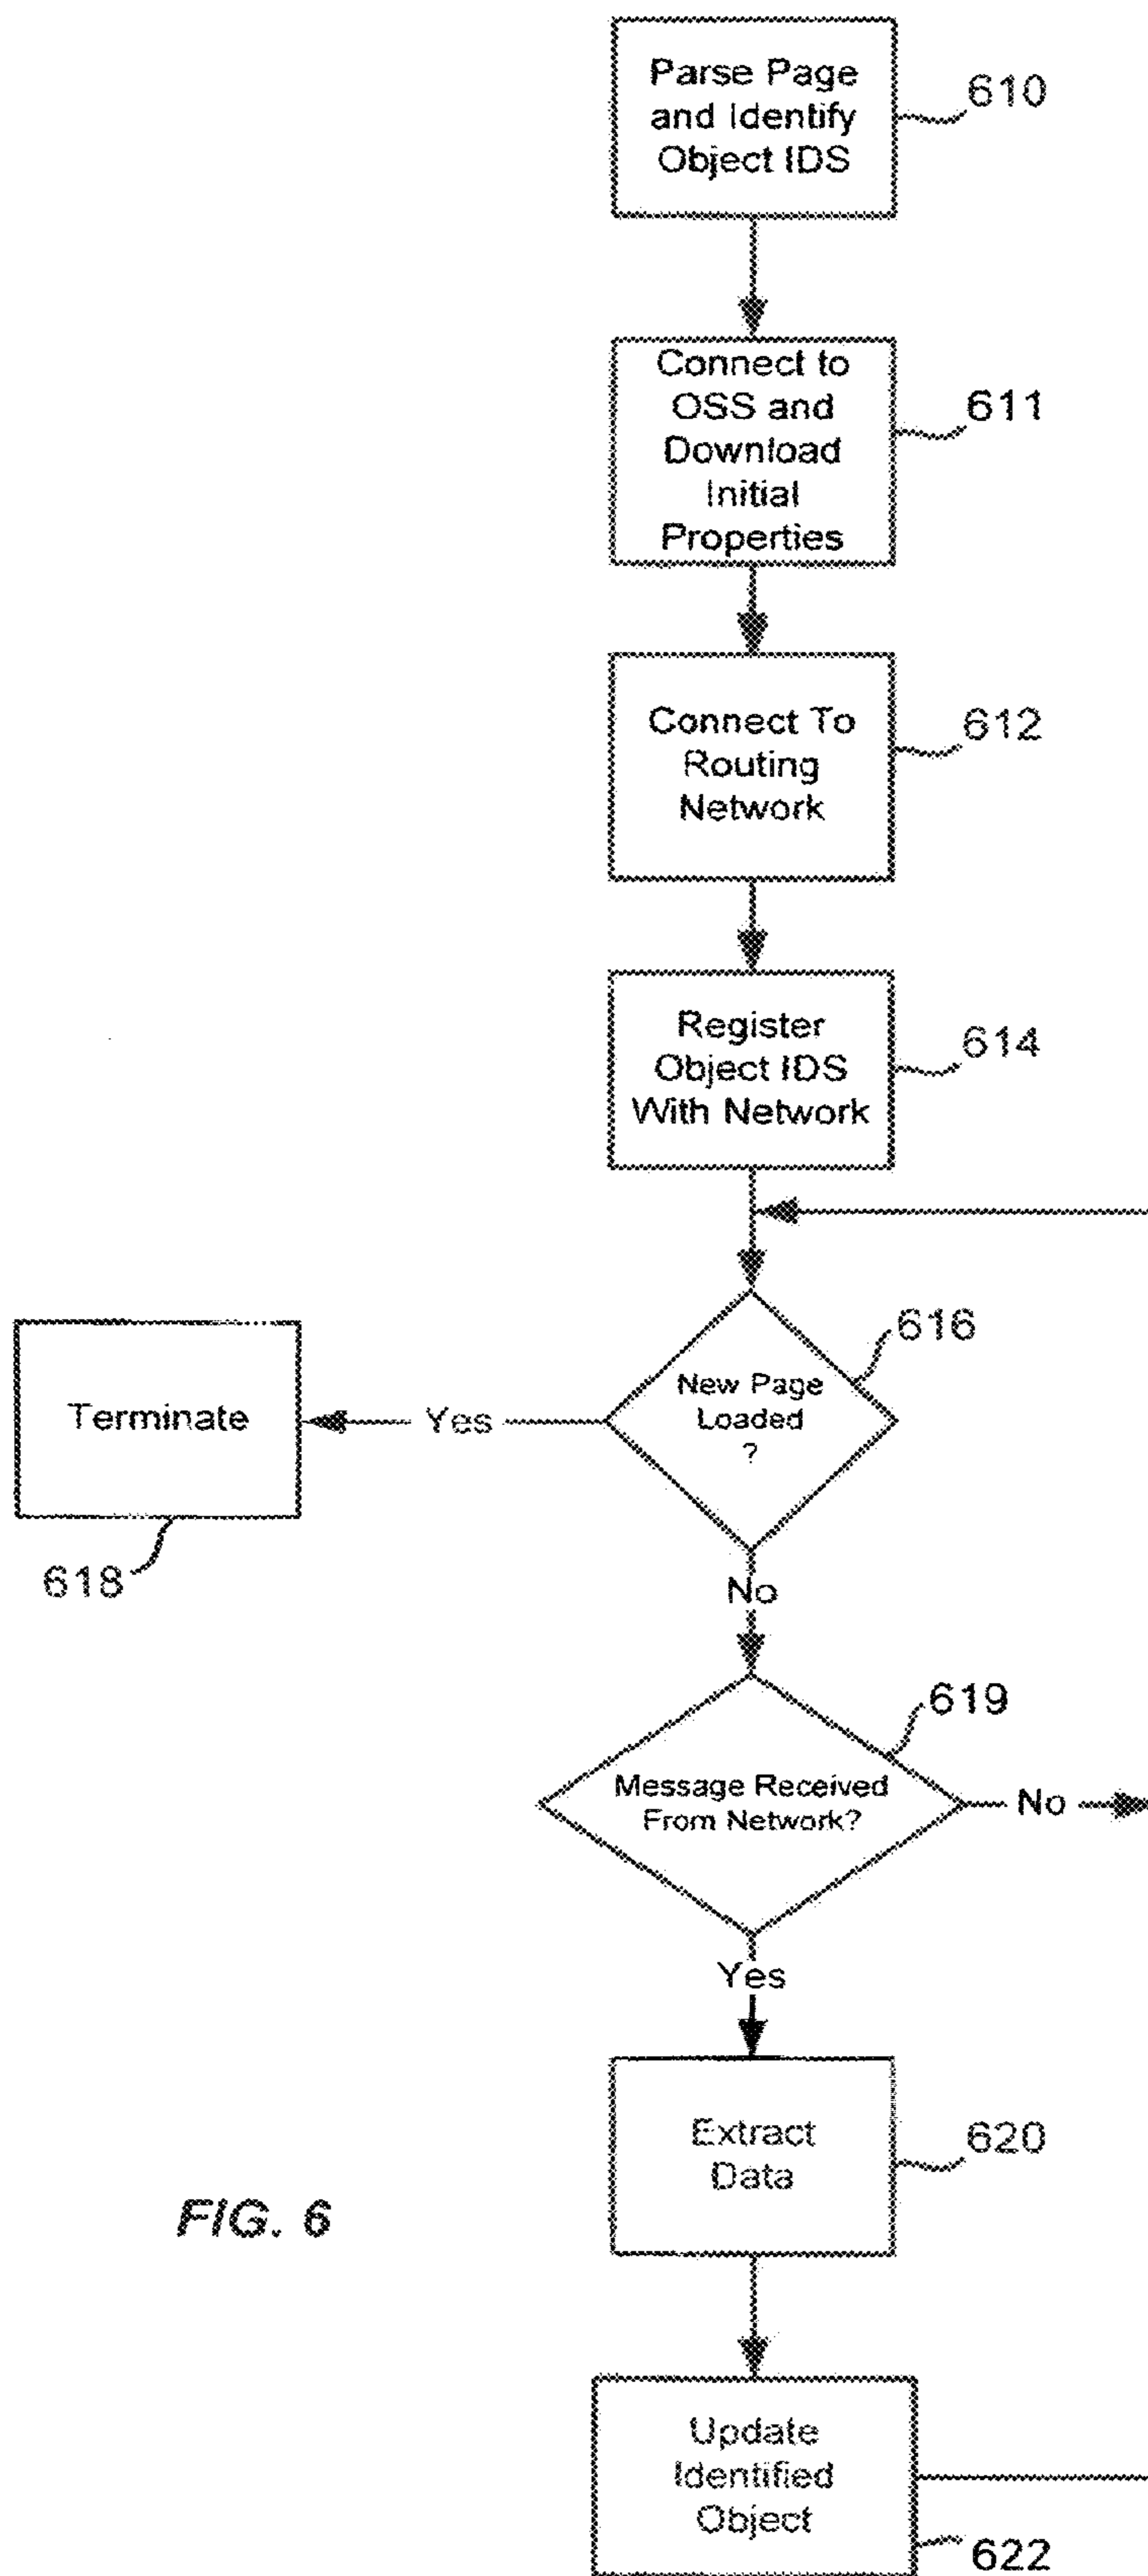 Parse Page
and Identify
Object IDS
610
Connect to
OSS and
Download
Initial
Properties
611
Connect To
Routing
Network
612
Register
Object IDS
With Network
614
New Page
Loaded
?
616
Yes
Terminate
618
No
Message Received
From Network?
619
No
Yes
Extract
Data
620
FIG. 6
Update
Identified
Object
622